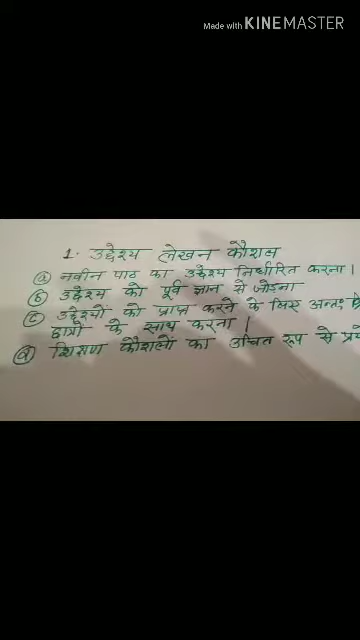 Made with KINEMASTER
1. उद्देश्य लेखन कौशल
(a) नवीन पाठ का उद्देश्य निर्धारित करना।
(b) उद्देश्य को पूर्व ज्ञान से जोड़ना
(c) उद्देश्यों को प्राप्त करने के लिए अन्तः
छात्रो के साथ करना।
(d) शिक्षण कौशलो का उचित रूप से